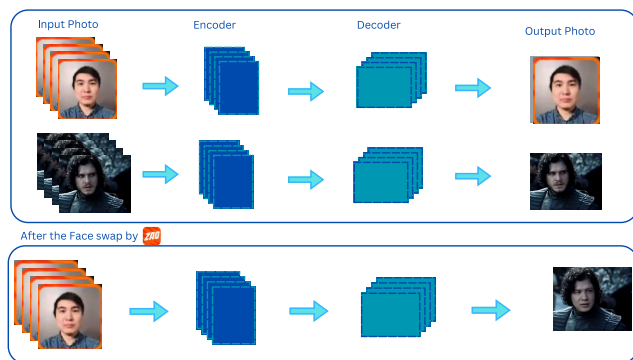 Input Photo
Encoder
Decoder
Output Photo
After the Face swap by ZAO